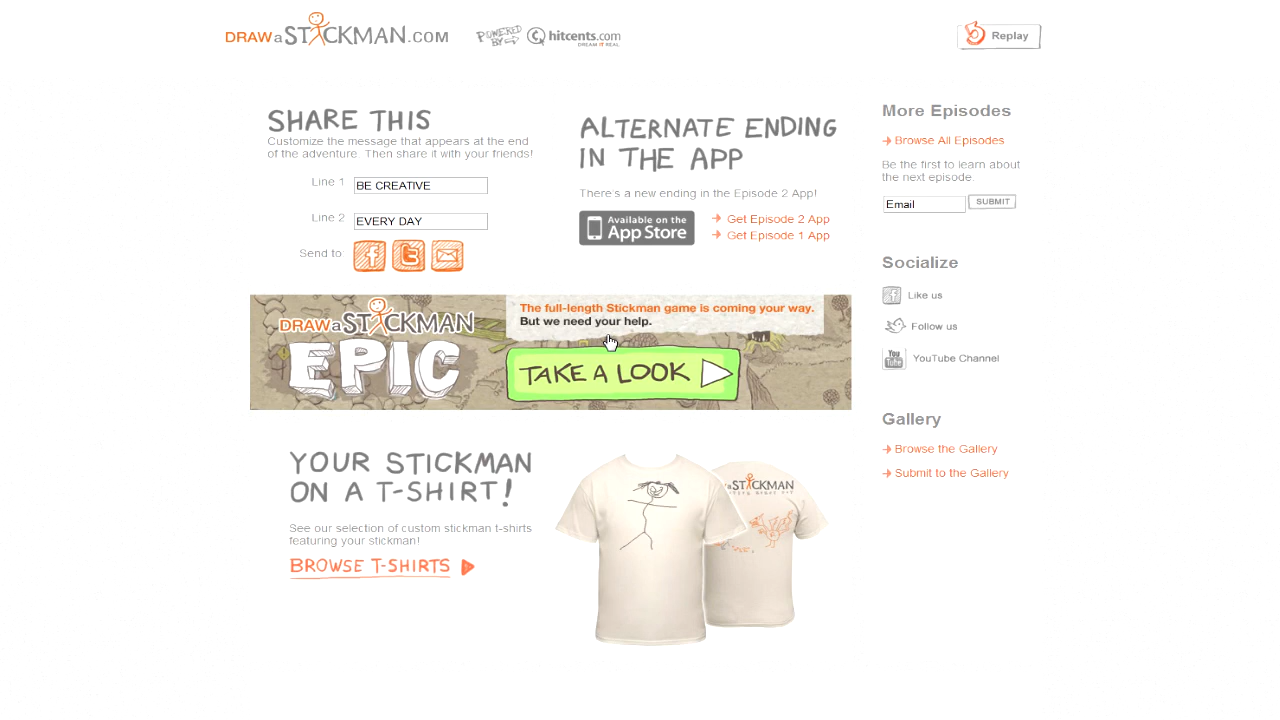 DRAWaSTICKMAN.COM
POWERED BY
hitcents.com
DREAM IT REAL
Replay
SHARE THIS
Customize the message that appears at the end
of the adventure. Then share it with your friends!
Line 1
BE CREATIVE
Line 2
EVERY DAY
Send to:
ALTERNATE ENDING
IN THE APP
There's a new ending in the Episode 2 App!
Available on the
App Store
Get Episode 2 App
Get Episode 1 App
DRAWaSTICKMAN
EPIC
The full-length Stickman game is coming your way.
But we need your help.
TAKE A LOOK
YOUR STICKMAN
ON A T-SHIRT!
See our selection of custom stickman t-shirts
featuring your stickman!
BROWSE T-SHIRTS
aSTICKMAN
More Episodes
Browse All Episodes
Be the first to learn about
the next episode.
Email
SUBMIT
Socialize
Like us
Follow us
You
Tube
YouTube Channel
Gallery
Browse the Gallery
Submit to the Gallery